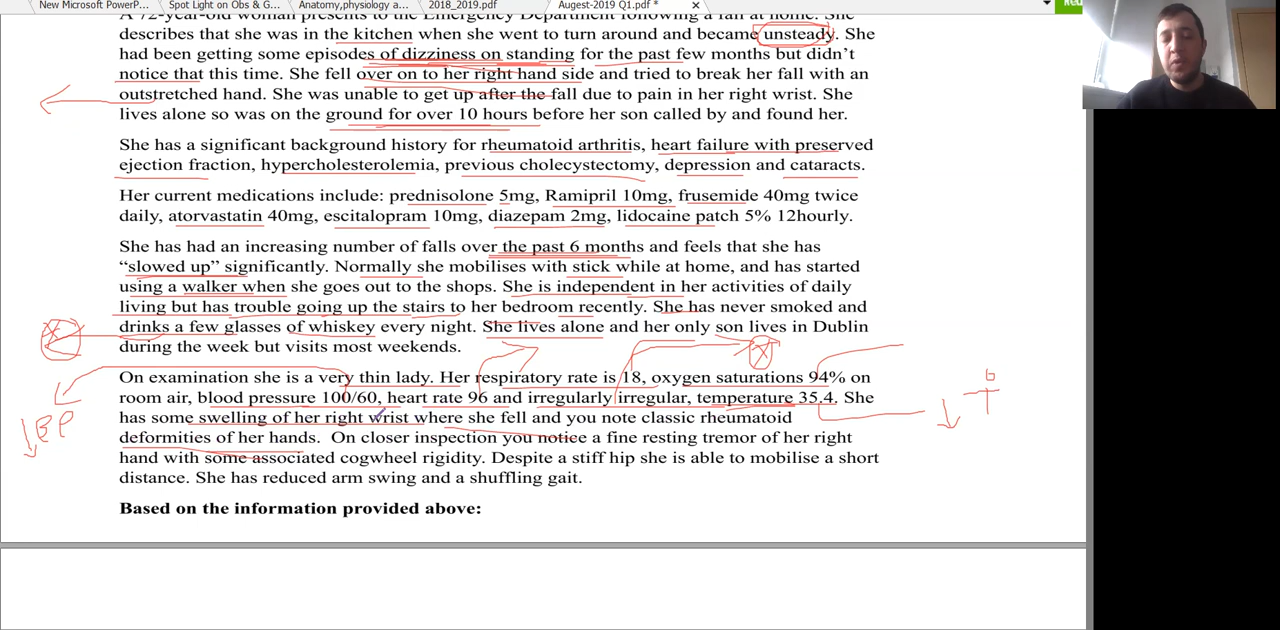 New Microsoft PowerP... Spot Light on Obs & G... Anatomy,physiology a... 2018_2019.pdf Augest-2019 Q1.pdf * ×
A 72-year-old woman presents to the Emergency Department following a fall at home. She
describes that she was in the kitchen when she went to turn around and became unsteady. She
had been getting some episodes of dizziness on standing for the past few months but didn't
notice that this time. She fell over on to her right hand side and tried to break her fall with an
outstretched hand. She was unable to get up after the fall due to pain in her right wrist. She
lives alone so was on the ground for over 10 hours before her son called by and found her.
She has a significant background history for rheumatoid arthritis, heart failure with preserved
ejection fraction, hypercholesterolemia, previous cholecystectomy, depression and cataracts.
Her current medications include: prednisolone 5mg, Ramipril 10mg, frusemide 40mg twice
daily, atorvastatin 40mg, escitalopram 10mg, diazepam 2mg, lidocaine patch 5% 12hourly.
She has had an increasing number of falls over the past 6 months and feels that she has
“slowed up” significantly. Normally she mobilises with stick while at home, and has started
using a walker when she goes out to the shops. She is independent in her activities of daily
living but has trouble going up the stairs to her bedroom recently. She has never smoked and
drinks a few glasses of whiskey every night. She lives alone and her only son lives in Dublin
during the week but visits most weekends.
On examination she is a very thin lady. Her respiratory rate is 18, oxygen saturations 94% on
room air, blood pressure 100/60, heart rate 96 and irregularly irregular, temperature 35.4. She
has some swelling of her right wrist where she fell and you note classic rheumatoid
↓BP
deformities of her hands. On closer inspection you notice a fine resting tremor of her right
hand with some associated cogwheel rigidity. Despite a stiff hip she is able to mobilise a short
distance. She has reduced arm swing and a shuffling gait.
Based on the information provided above: